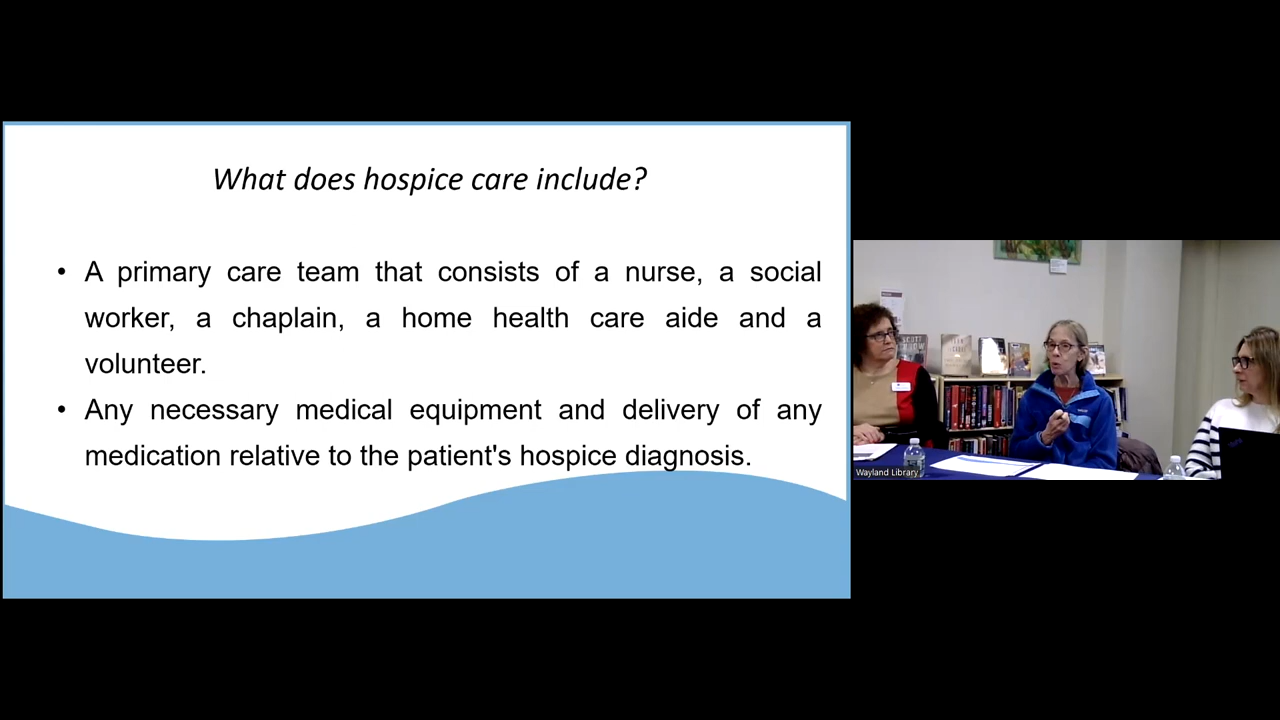 What does hospice care include?
• A primary care team that consists of a nurse, a social
worker, a chaplain, a home health care aide and a
volunteer.
• Any necessary medical equipment and delivery of any
medication relative to the patient's hospice diagnosis.
SCOTT
Wayland Library